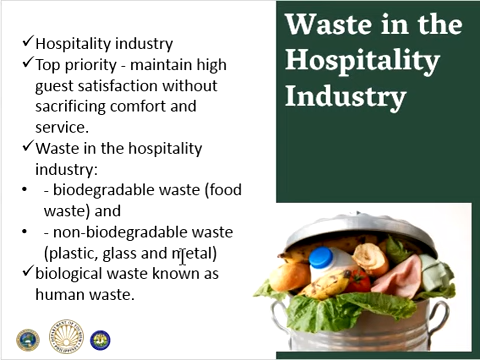 Waste in the
Hospitality
Industry
✓Hospitality industry
✓Top priority - maintain high
guest satisfaction without
sacrificing comfort and
service.
✓Waste in the hospitality
industry:
• - biodegradable waste (food
waste) and
• - non-biodegradable waste
(plastic, glass and metal)
✓biological waste known as
human waste.